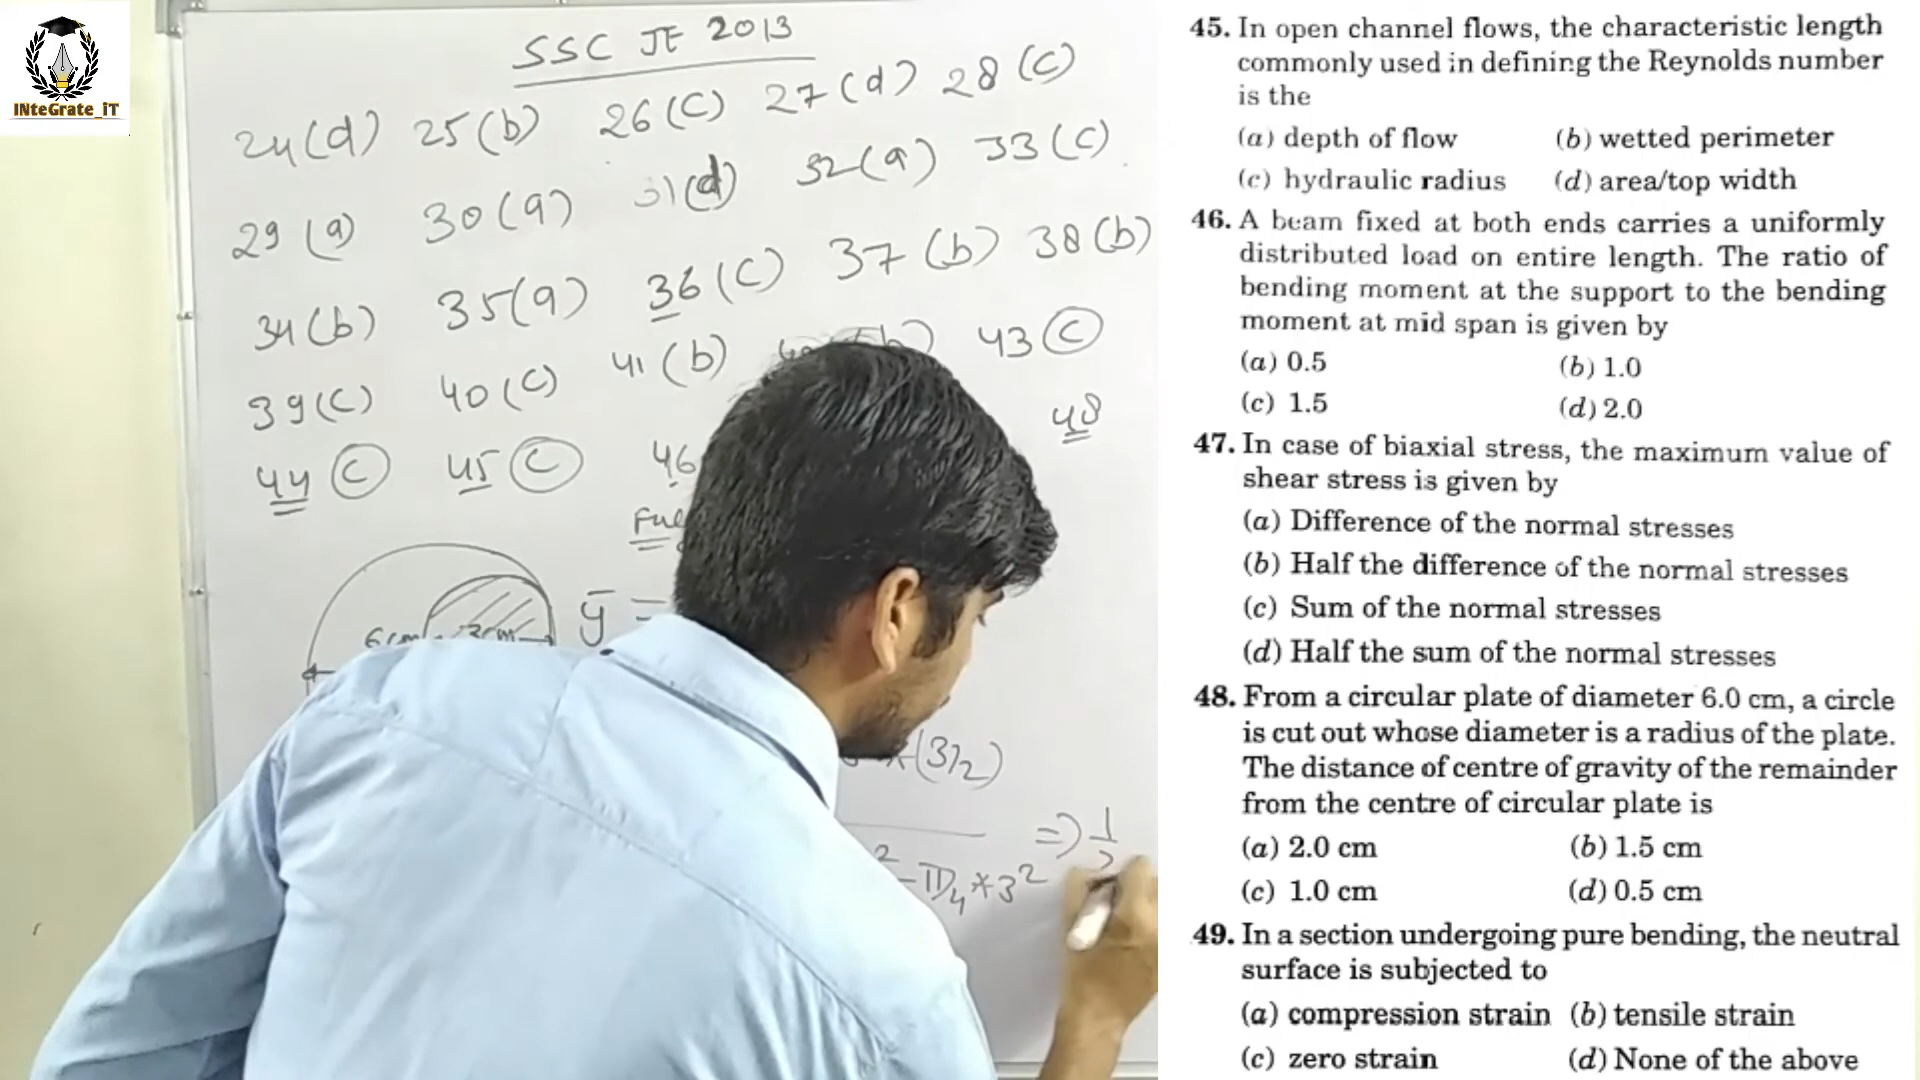 INteGrate_iT
SSC JE 2013
24(d) 25(b) 26(C) 27(d) 28(C)
29(a) 30(a) 31(d) 32(a) 33(C)
34(b) 35(a) 36(C) 37(b) 38(b)
39(C) 40(C) 41(b) 43 C
44 C 45 C 46 48
6cm
ȳ =
(3/2)
2 - π/4 * 3² =>
45. In open channel flows, the characteristic length
commonly used in defining the Reynolds number
is the
(a) depth of flow (b) wetted perimeter
(c) hydraulic radius (d) area/top width
46. A beam fixed at both ends carries a uniformly
distributed load on entire length. The ratio of
bending moment at the support to the bending
moment at mid span is given by
(a) 0.5 (b) 1.0
(c) 1.5 (d) 2.0
47. In case of biaxial stress, the maximum value of
shear stress is given by
(a) Difference of the normal stresses
(b) Half the difference of the normal stresses
(c) Sum of the normal stresses
(d) Half the sum of the normal stresses
48. From a circular plate of diameter 6.0 cm, a circle
is cut out whose diameter is a radius of the plate.
The distance of centre of gravity of the remainder
from the centre of circular plate is
(a) 2.0 cm (b) 1.5 cm
(c) 1.0 cm (d) 0.5 cm
49. In a section undergoing pure bending, the neutral
surface is subjected to
(a) compression strain (b) tensile strain
(c) zero strain (d) None of the above